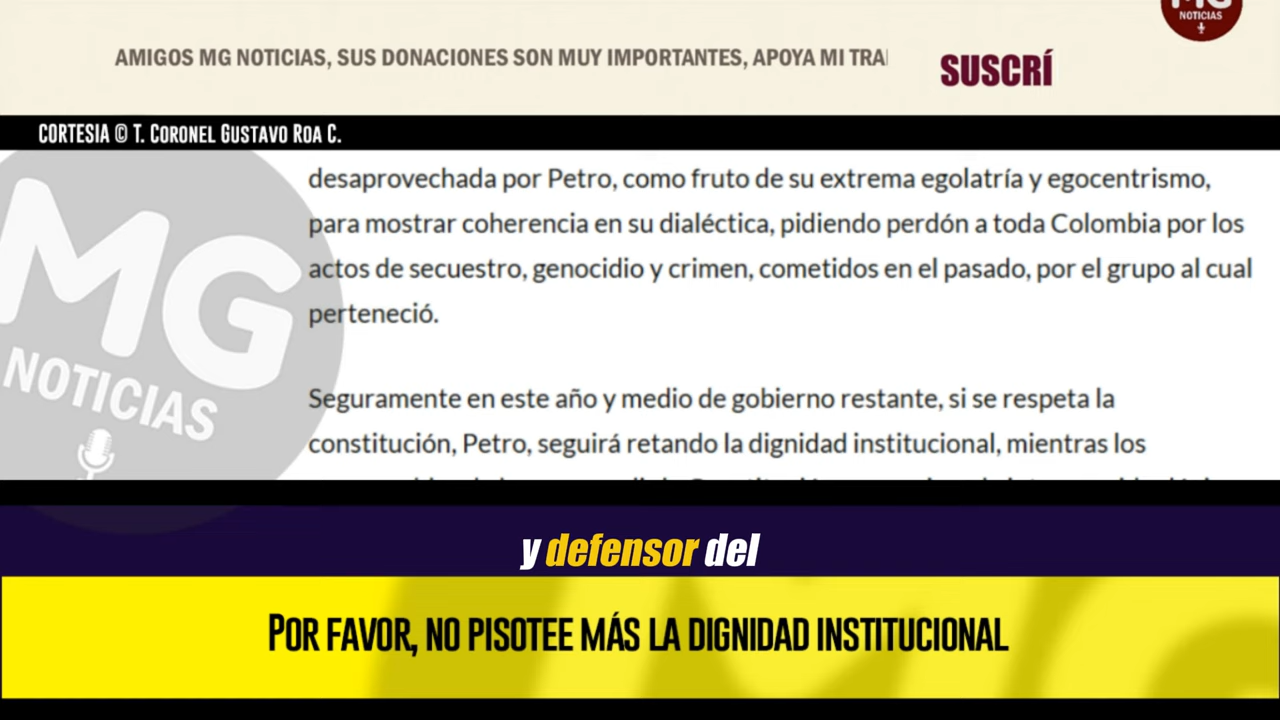 MG
NOTICIAS
AMIGOS MG NOTICIAS, SUS DONACIONES SON MUY IMPORTANTES, APOYA MI TRA
SUSCRÍ
CORTESIA © T. CORONEL GUSTAVO ROA C.
desaprovechada por Petro, como fruto de su extrema egolatría y egocentrismo,
para mostrar coherencia en su dialéctica, pidiendo perdón a toda Colombia por los
actos de secuestro, genocidio y crimen, cometidos en el pasado, por el grupo al cual
perteneció.
MG
NOTICIAS
Seguramente en este año y medio de gobierno restante, si se respeta la
constitución, Petro, seguirá retando la dignidad institucional, mientras los
y defensor del
POR FAVOR, NO PISOTEE MÁS LA DIGNIDAD INSTITUCIONAL